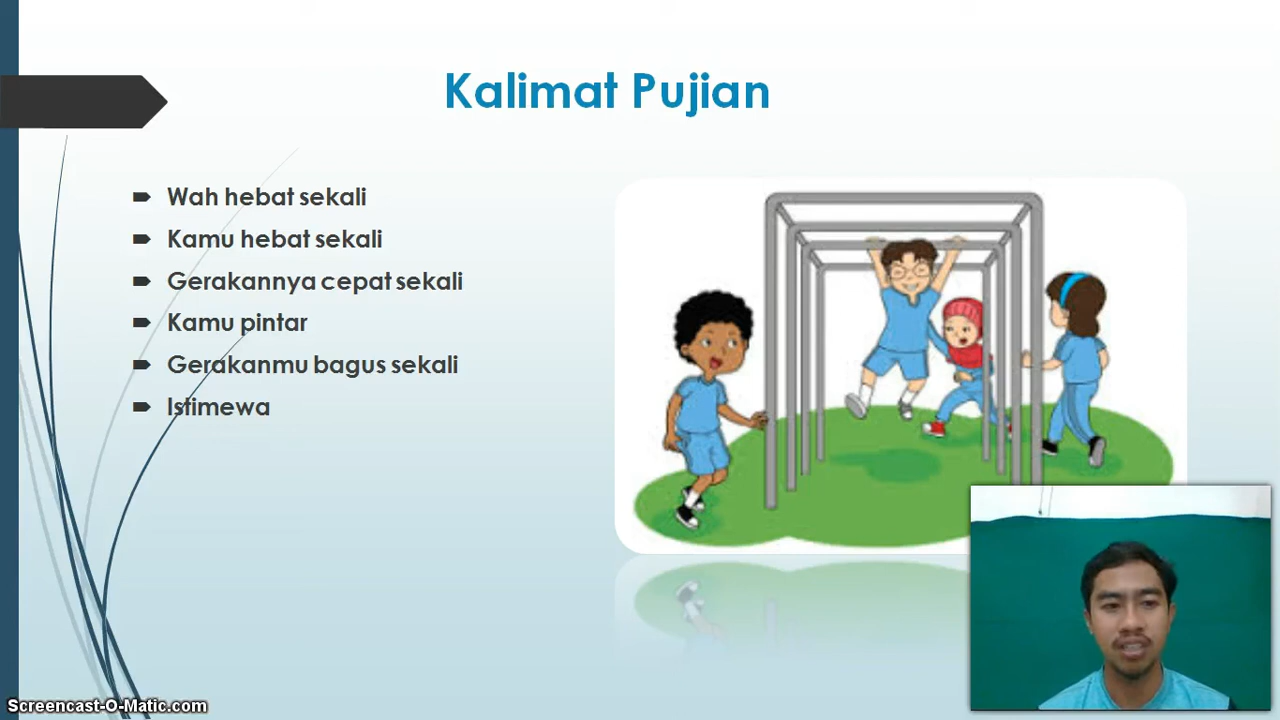 Kalimat Pujian
Wah hebat sekali
Kamu hebat sekali
Gerakannya cepat sekali
Kamu pintar
Gerakanmu bagus sekali
Istimewa
Screencast-O-Matic.com